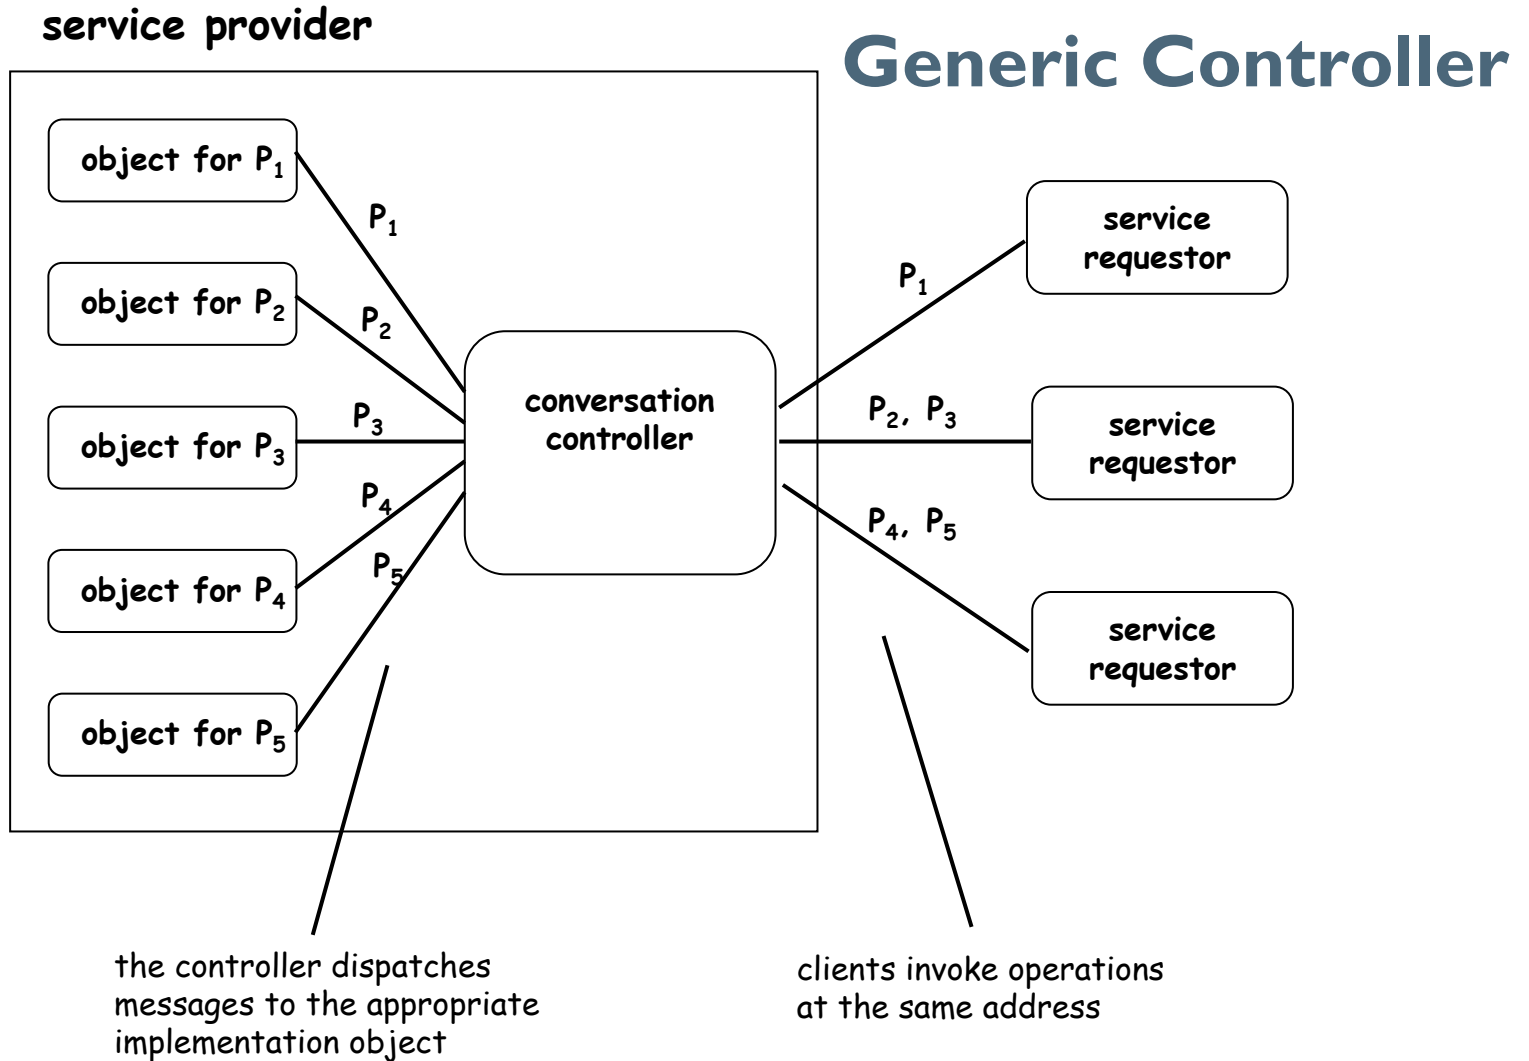 service provider
Generic Controller
object for P₁
object for P₂
object for P₃
object for P₄
object for P₅
P₁
P₂
P₃
P₄
P₅
conversation
controller
P₁
P₂, P₃
P₄, P₅
service
requestor
service
requestor
service
requestor
the controller dispatches
messages to the appropriate
implementation object
clients invoke operations
at the same address